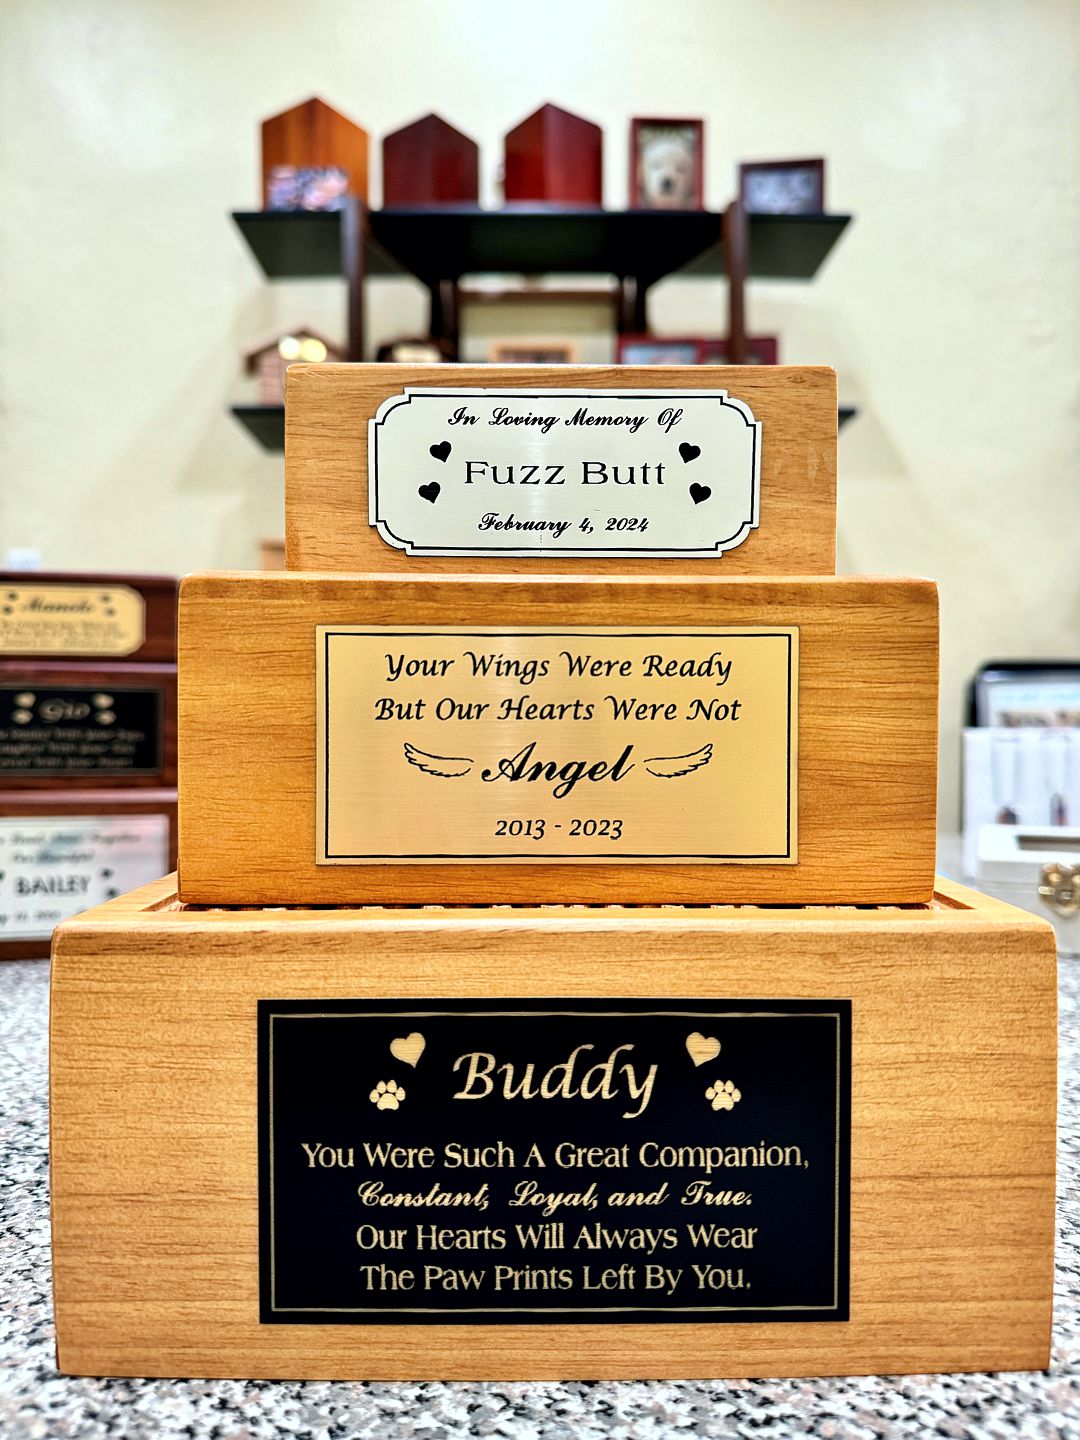 In Loving Memory Of
Fuzz Butt
February 4, 2024
Your Wings Were Ready
But Our Hearts Were Not
Angel
2013 - 2023
Buddy
You Were Such A Great Companion,
Constant, Loyal, and True.
Our Hearts Will Always Wear
The Paw Prints Left By You.
Manolo
Gio
BAILEY